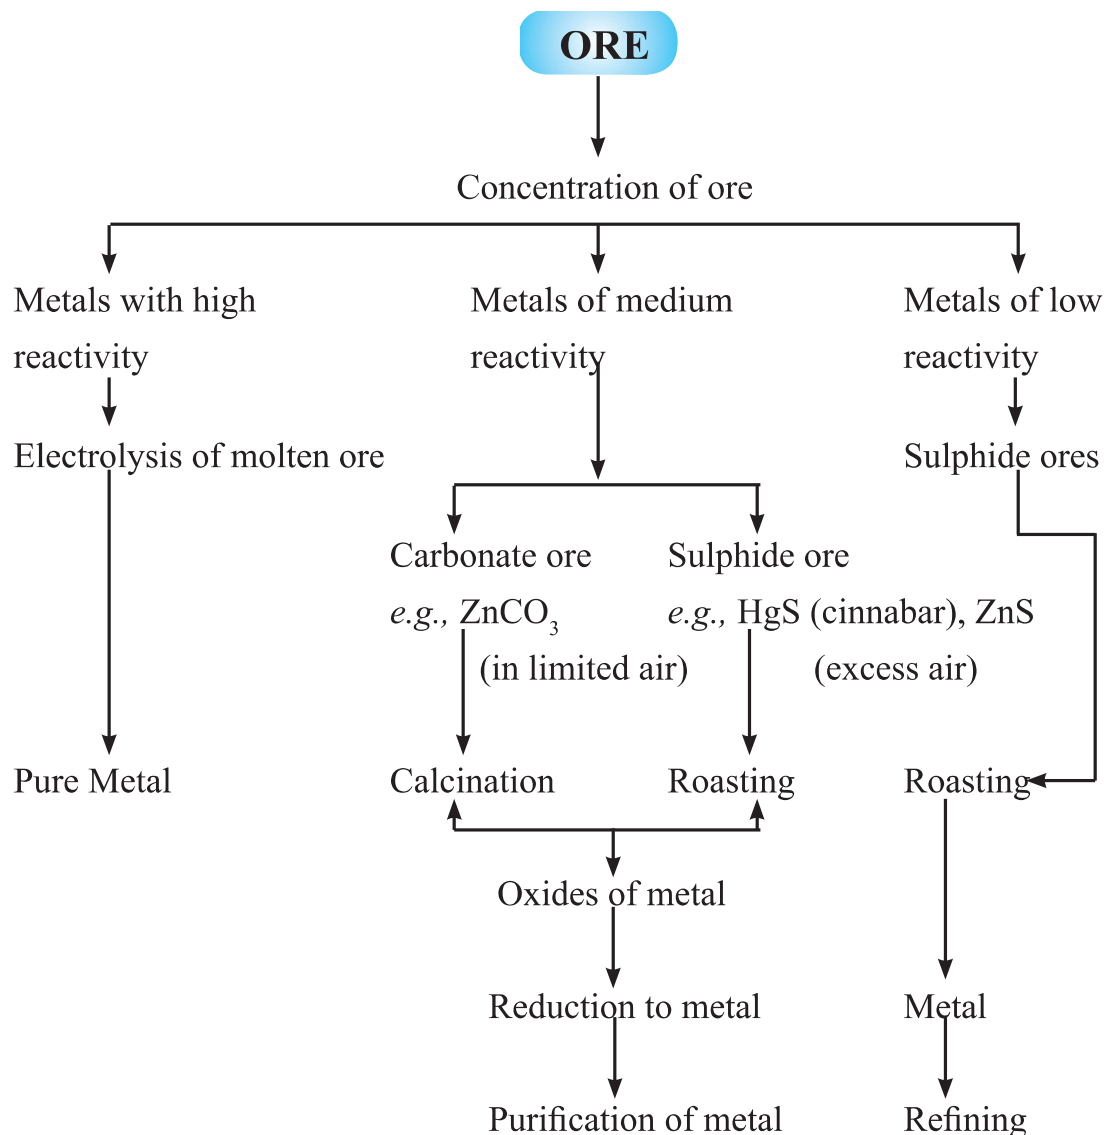 ORE
Concentration of ore
Metals with high
reactivity
Metals of medium
reactivity
Metals of low
reactivity
Electrolysis of molten ore
Sulphide ores
Carbonate ore
e.g., ZnCO₃
(in limited air)
Sulphide ore
e.g., HgS (cinnabar), ZnS
(excess air)
Pure Metal
Calcination
Roasting
Roasting
Oxides of metal
Reduction to metal
Metal
Purification of metal
Refining